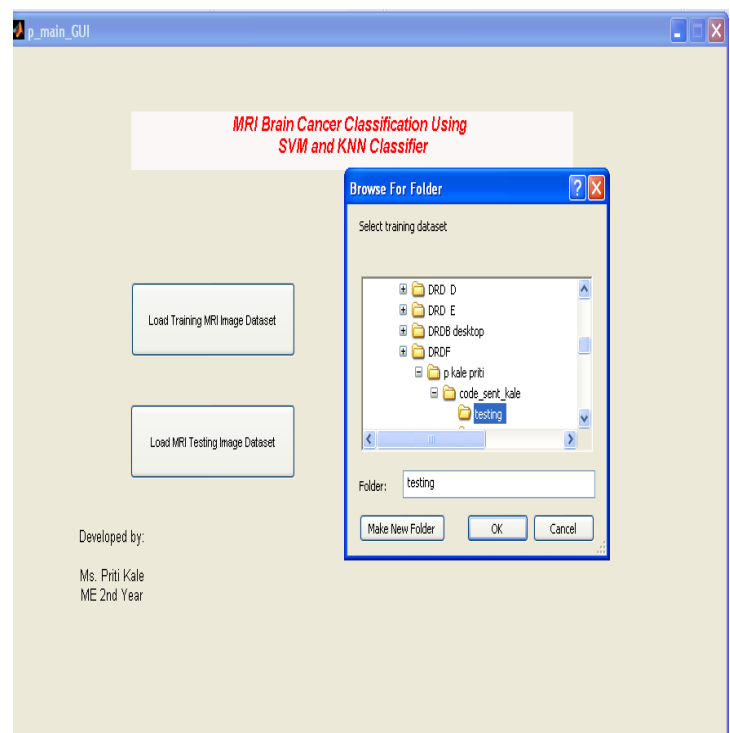 p_main_GUI
MRI Brain Cancer Classification Using
SVM and KNN Classifier
Browse For Folder
Select training dataset
DRD D
DRD E
DRDB desktop
DRDF
p kale priti
code_sent_kale
testing
Folder: testing
Make New Folder OK Cancel
Load Training MRI Image Dataset
Load MRI Testing Image Dataset
Developed by:
Ms. Priti Kale
ME 2nd Year